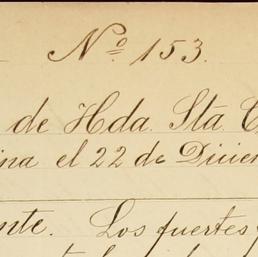 Nº 153.
de Hda. Sta. C
ina el 22 de Dicien
nte. Los fuertes